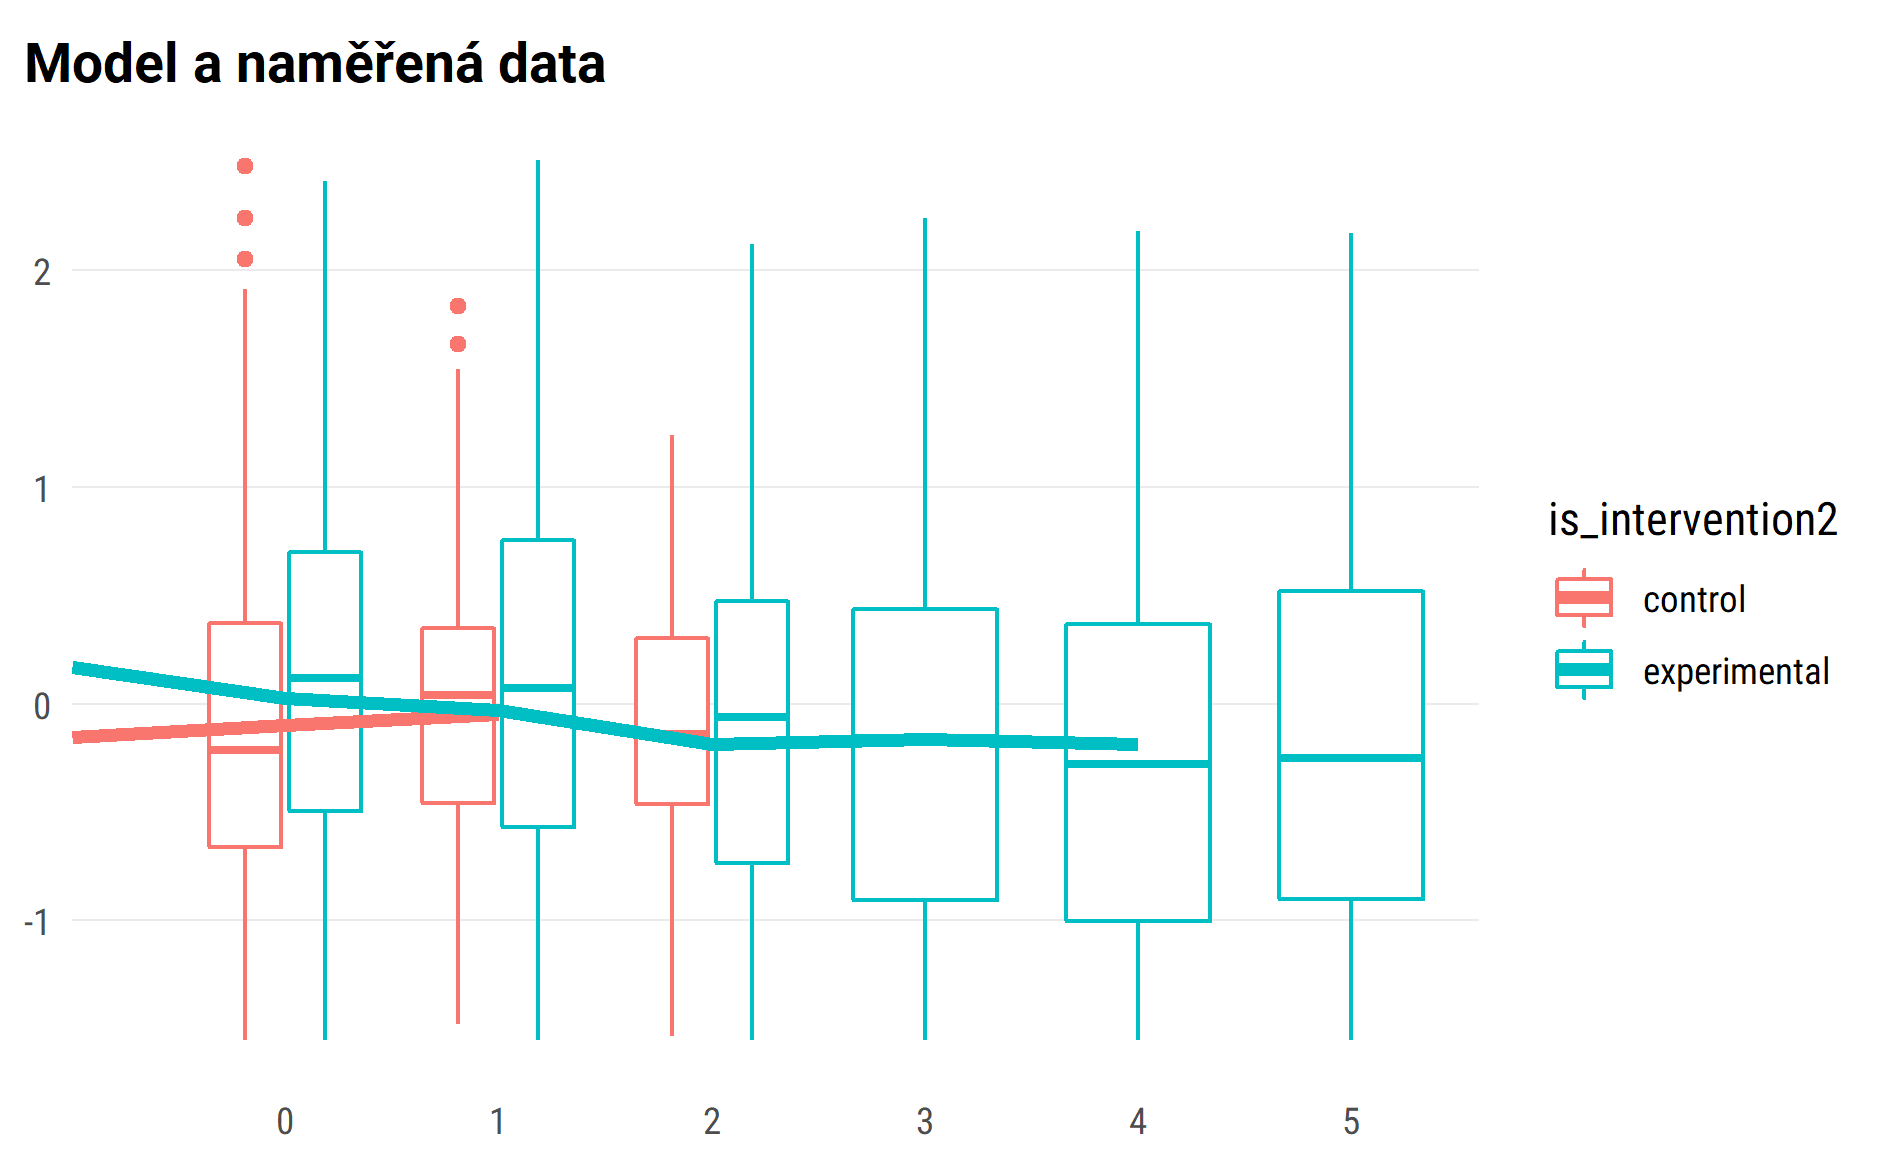 Model a naměřená data
2
1
0
-1
0 1 2 3 4 5
is_intervention2
control
experimental